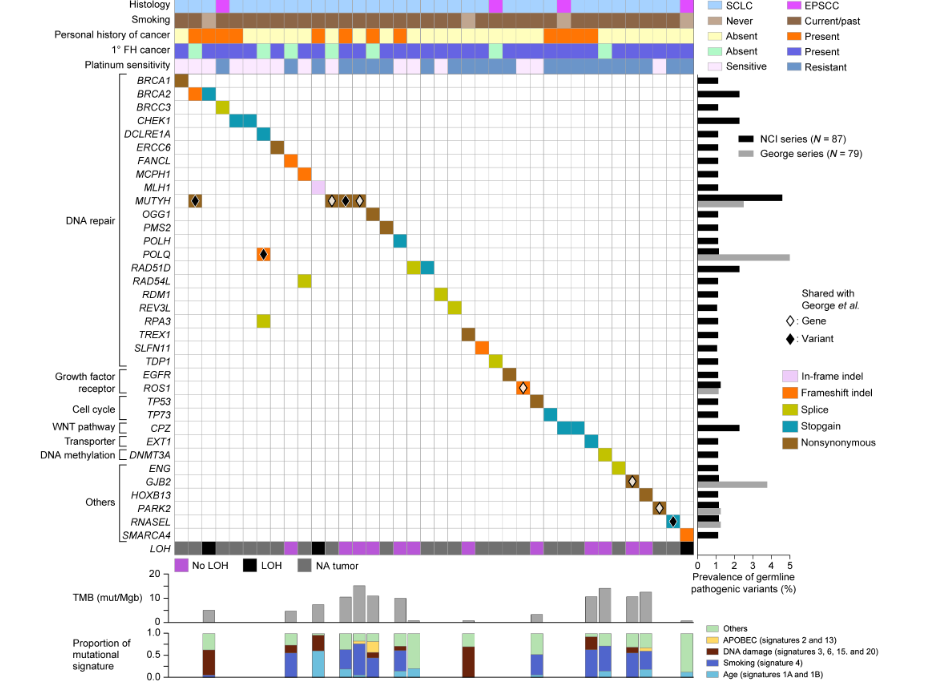 Histology
Smoking
Personal history of cancer
1° FH cancer
Platinum sensitivity
SCLC EPSCC
Never Current/past
Absent Present
Absent Present
Sensitive Resistant
BRCA1
BRCA2
BRCC3
CHEK1
DCLRE1A
ERCC6
FANCL
MCPH1
MLH1
MUTYH
OGG1
PMS2
POLH
POLQ
RAD51D
RAD54L
RDM1
REV3L
RPA3
TREX1
SLFN11
TDP1
EGFR
ROS1
TP53
TP73
CPZ
EXT1
DNMT3A
ENG
GJB2
HOXB13
PARK2
RNASEL
SMARCA4
LOH
DNA repair
Growth factor
receptor
Cell cycle
WNT pathway
Transporter
DNA methylation
Others
NCI series (N = 87)
George series (N = 79)
Shared with
George et al.
: Gene
: Variant
In-frame indel
Frameshift indel
Splice
Stopgain
Nonsynonymous
0 1 2 3 4 5
Prevalence of germline
pathogenic variants (%)
No LOH LOH NA tumor
TMB (mut/Mgb)
20
10
0
Proportion of
mutational
signature
1.0
0.5
0.0
1.0
0.5
0.0
Others
APOBEC (signatures 2 and 13)
DNA damage (signatures 3, 6, 15. and 20)
Smoking (signature 4)
Age (signatures 1A and 1B)